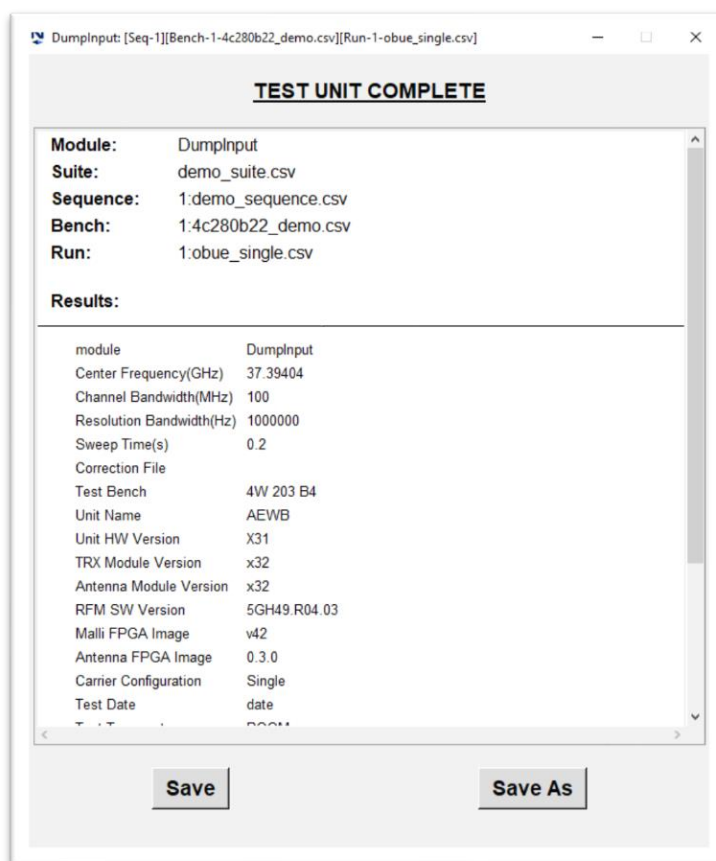 DumpInput: [Seq-1][Bench-1-4c280b22_demo.csv][Run-1-obue_single.csv]
TEST UNIT COMPLETE
Module: DumpInput
Suite: demo_suite.csv
Sequence: 1:demo_sequence.csv
Bench: 1:4c280b22_demo.csv
Run: 1:obue_single.csv
Results:
module DumpInput
Center Frequency(GHz) 37.39404
Channel Bandwidth(MHz) 100
Resolution Bandwidth(Hz) 1000000
Sweep Time(s) 0.2
Correction File
Test Bench 4W 203 B4
Unit Name AEWB
Unit HW Version X31
TRX Module Version x32
Antenna Module Version x32
RFM SW Version 5GH49.R04.03
Malli FPGA Image v42
Antenna FPGA Image 0.3.0
Carrier Configuration Single
Test Date date
Save Save As